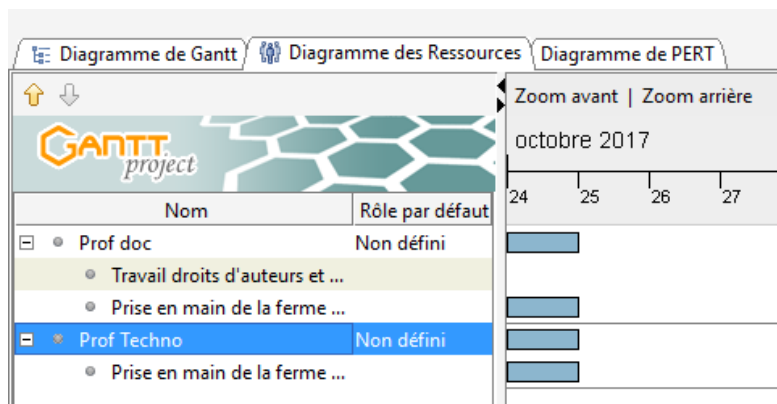 Diagramme de Gantt Diagramme des Ressources Diagramme de PERT
Zoom avant | Zoom arrière
GANTT
project
octobre 2017
24 25 26 27
Nom Rôle par défaut
Prof doc Non défini
Travail droits d'auteurs et ...
Prise en main de la ferme ...
Prof Techno Non défini
Prise en main de la ferme ...